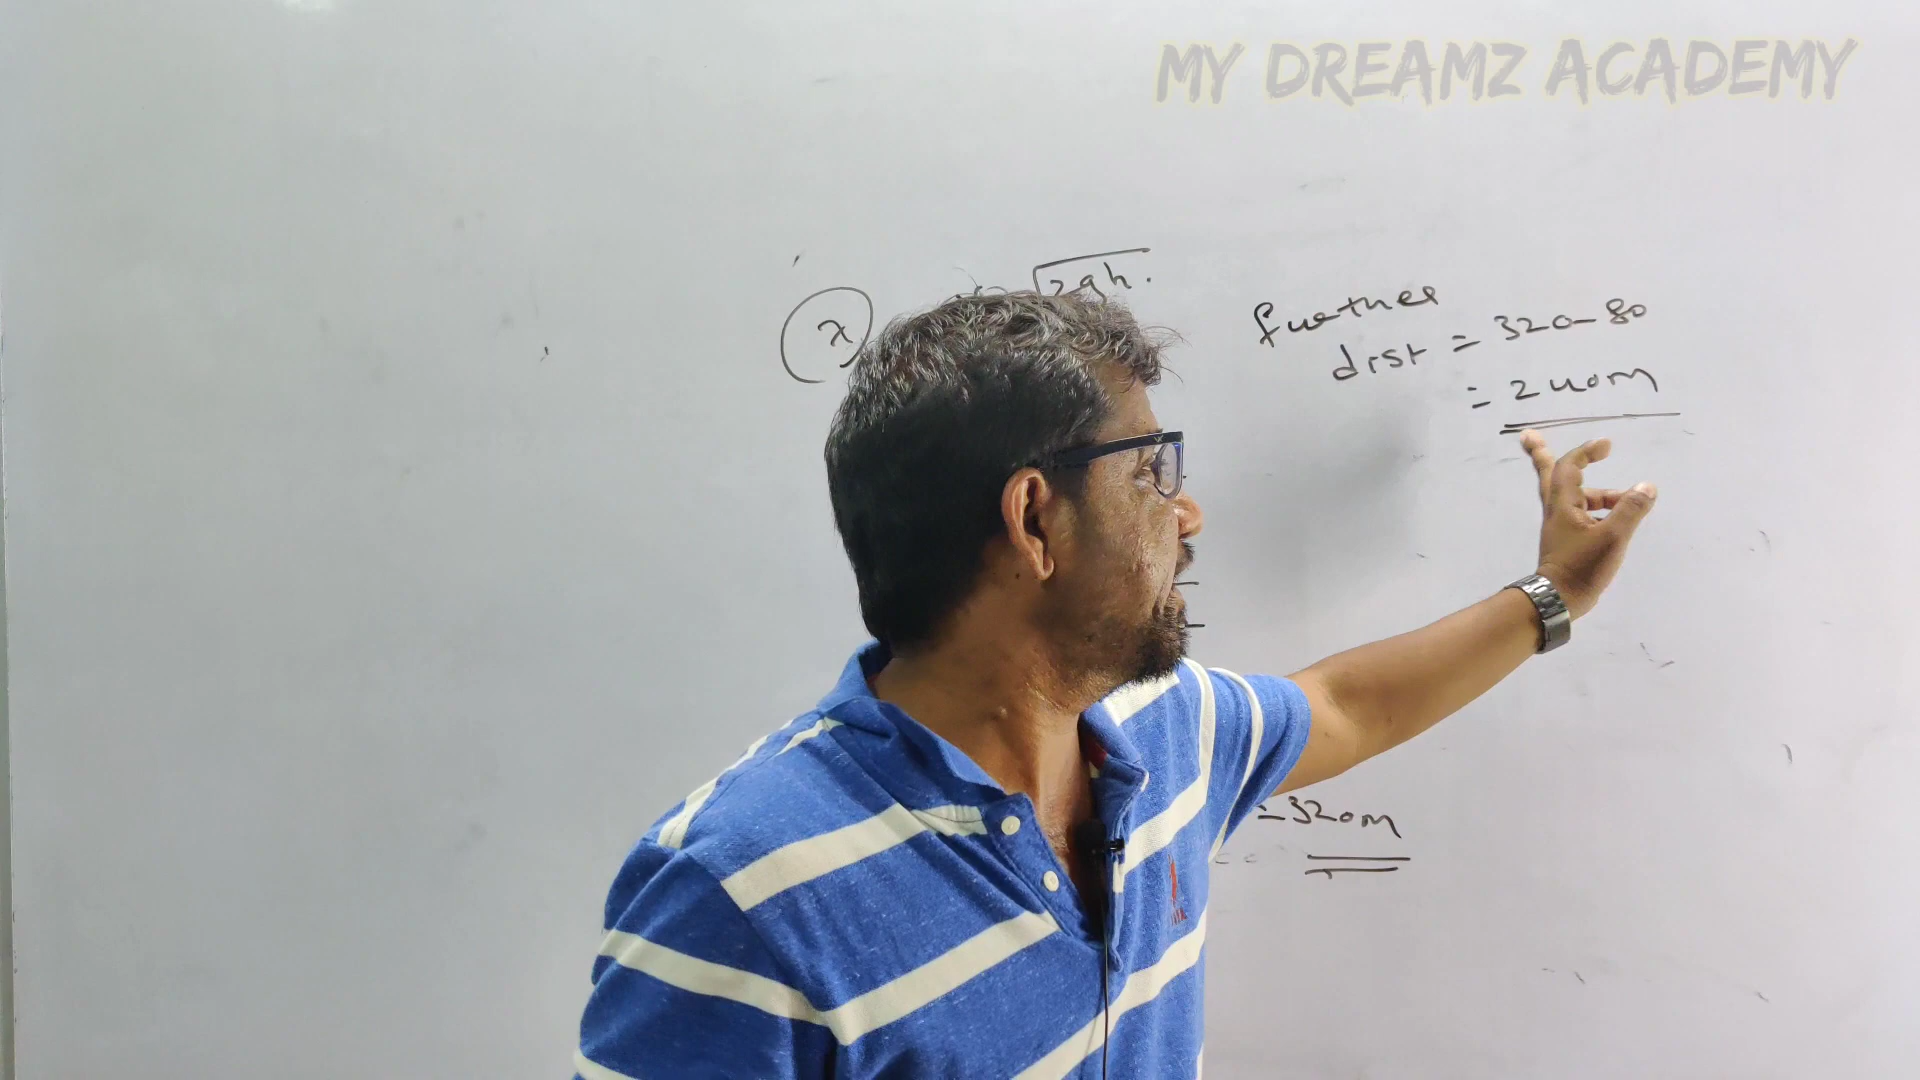 MY DREAMZ ACADEMY
√2gh.
x
further
dist = 320-80
= 240m
=320m